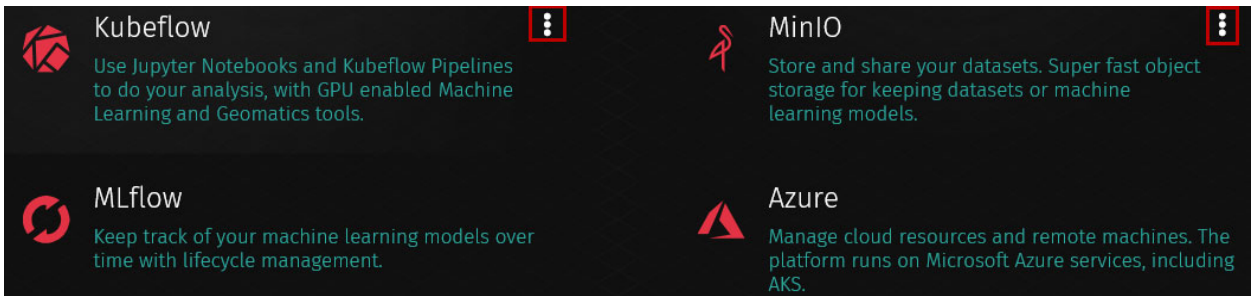 Kubeflow
Use Jupyter Notebooks and Kubeflow Pipelines
to do your analysis, with GPU enabled Machine
Learning and Geomatics tools.
MinIO
Store and share your datasets. Super fast object
storage for keeping datasets or machine
learning models.
MLflow
Keep track of your machine learning models over
time with lifecycle management.
Azure
Manage cloud resources and remote machines. The
platform runs on Microsoft Azure services, including
AKS.